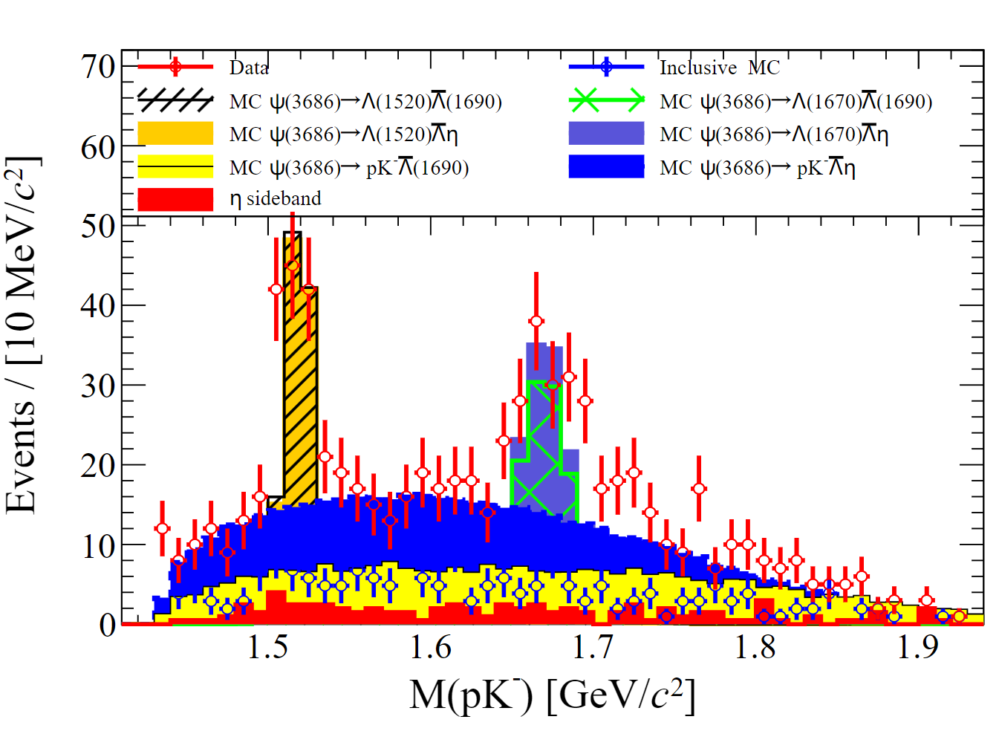 Data
Inclusive MC
MC ψ(3686)→Λ(1520)Λ̅(1690)
MC ψ(3686)→Λ(1670)Λ̅(1690)
MC ψ(3686)→Λ(1520)Λ̅η
MC ψ(3686)→Λ(1670)Λ̅η
MC ψ(3686)→ pK⁻Λ̅(1690)
MC ψ(3686)→ pK⁻Λ̅η
η sideband
70
60
50
40
30
20
10
0
Events / [10 MeV/c²]
1.5 1.6 1.7 1.8 1.9
M(pK⁻) [GeV/c²]